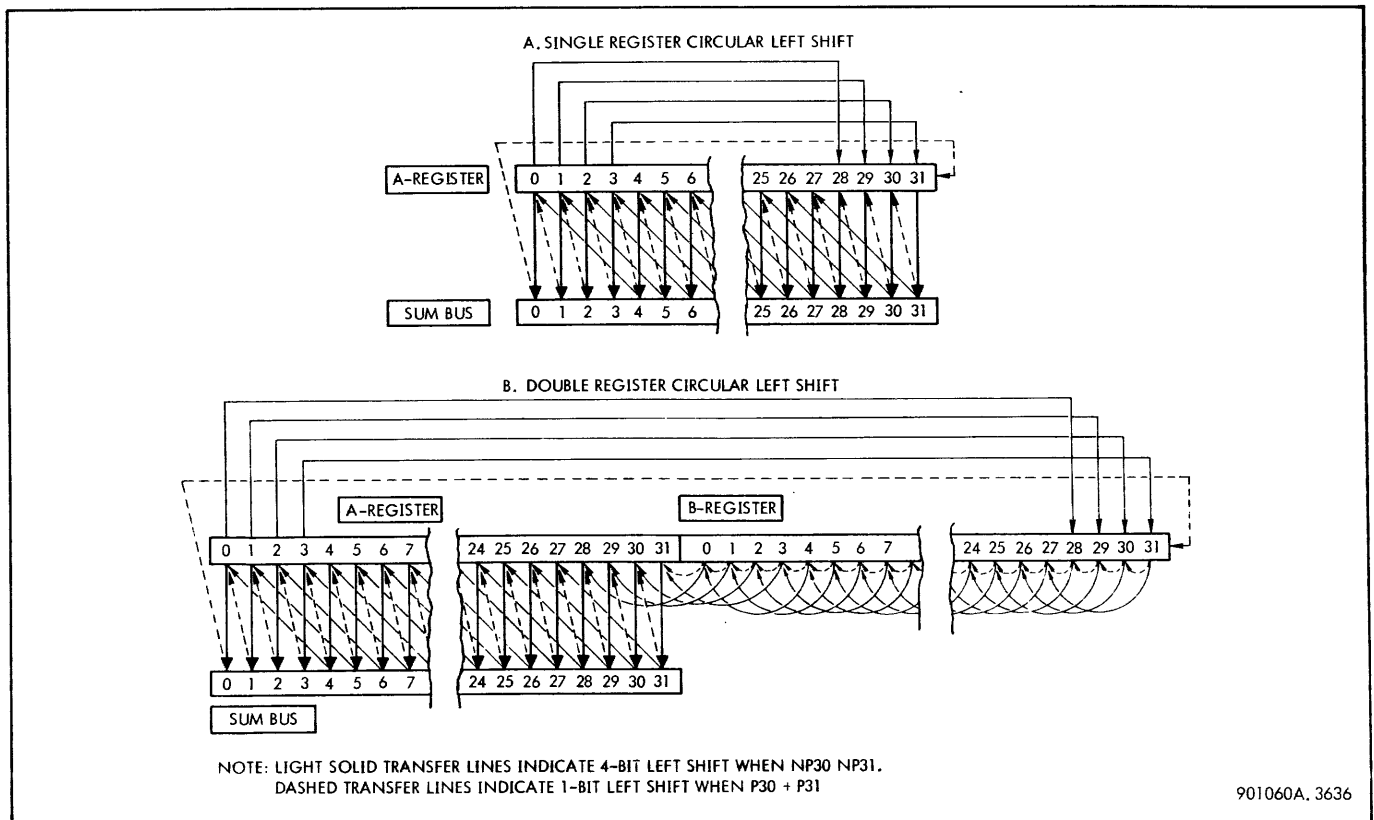 A. SINGLE REGISTER CIRCULAR LEFT SHIFT
A-REGISTER
0 1 2 3 4 5 6 25 26 27 28 29 30 31
SUM BUS
0 1 2 3 4 5 6 25 26 27 28 29 30 31
B. DOUBLE REGISTER CIRCULAR LEFT SHIFT
A-REGISTER B-REGISTER
0 1 2 3 4 5 6 7 24 25 26 27 28 29 30 31 0 1 2 3 4 5 6 7 24 25 26 27 28 29 30 31
0 1 2 3 4 5 6 7 24 25 26 27 28 29 30 31
SUM BUS
NOTE: LIGHT SOLID TRANSFER LINES INDICATE 4-BIT LEFT SHIFT WHEN NP30 NP31.
DASHED TRANSFER LINES INDICATE 1-BIT LEFT SHIFT WHEN P30 + P31
901060A. 3636